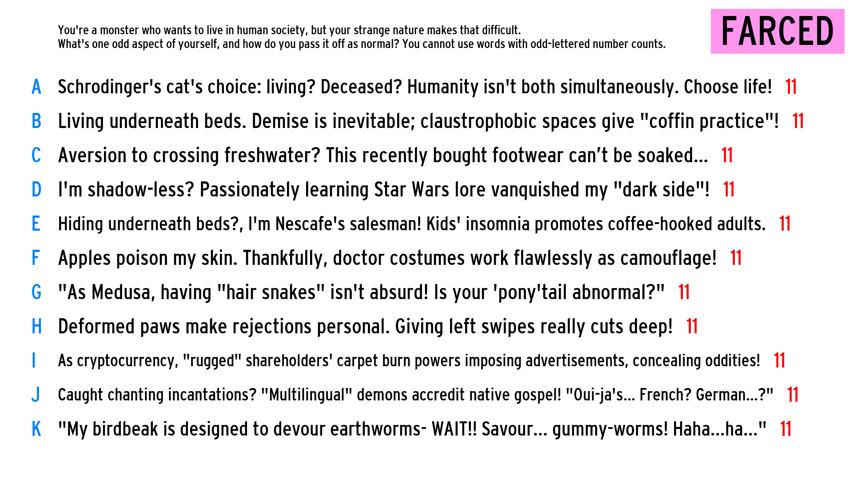 You're a monster who wants to live in human society, but your strange nature makes that difficult.
What's one odd aspect of yourself, and how do you pass it off as normal? You cannot use words with odd-lettered number counts.
FARCED
A Schrodinger's cat's choice: living? Deceased? Humanity isn't both simultaneously. Choose life! 11
B Living underneath beds. Demise is inevitable; claustrophobic spaces give "coffin practice"! 11
C Aversion to crossing freshwater? This recently bought footwear can't be soaked... 11
D I'm shadow-less? Passionately learning Star Wars lore vanquished my "dark side"! 11
E Hiding underneath beds?, I'm Nescafe's salesman! Kids' insomnia promotes coffee-hooked adults. 11
F Apples poison my skin. Thankfully, doctor costumes work flawlessly as camouflage! 11
G "As Medusa, having "hair snakes" isn't absurd! Is your 'pony'tail abnormal?" 11
H Deformed paws make rejections personal. Giving left swipes really cuts deep! 11
I As cryptocurrency, "rugged" shareholders' carpet burn powers imposing advertisements, concealing oddities! 11
J Caught chanting incantations? "Multilingual" demons accredit native gospel! "Oui-ja's... French? German...?" 11
K "My birdbeak is designed to devour earthworms- WAIT!! Savour... gummy-worms! Haha...ha..." 11